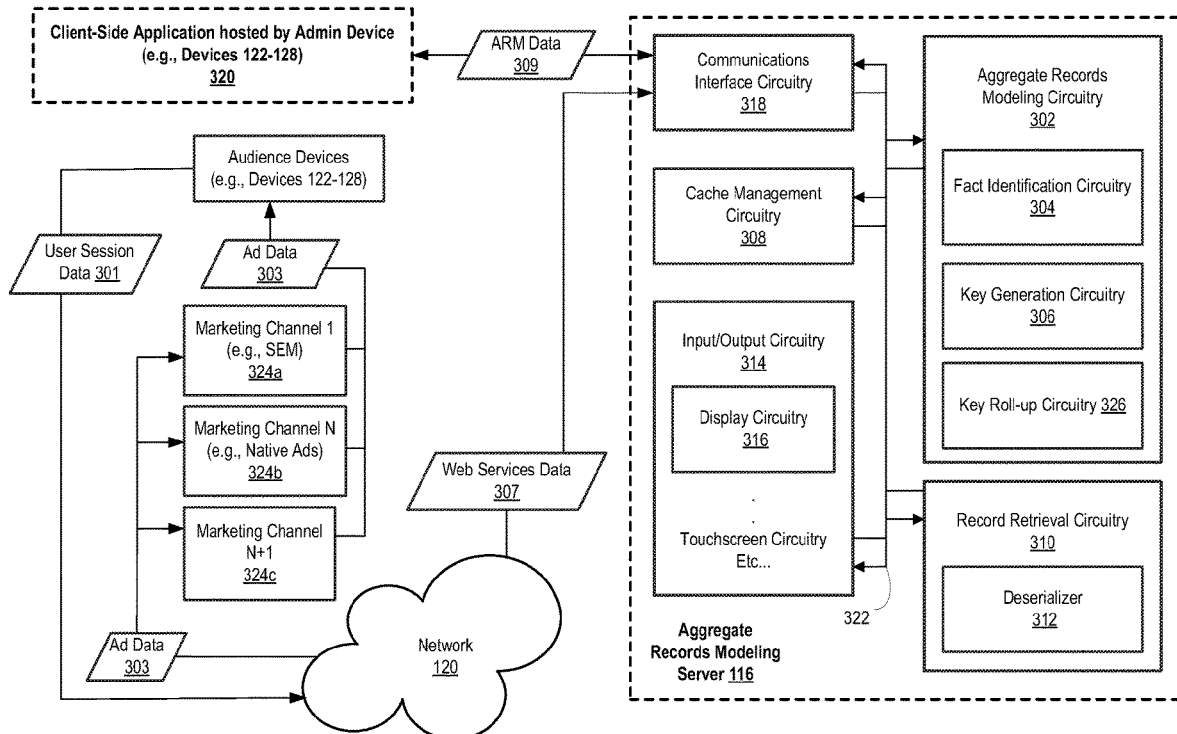 Client-Side Application hosted by Admin Device
(e.g., Devices 122-128)
320
ARM Data
309
Audience Devices
(e.g., Devices 122-128)
User Session
Data 301
Ad Data
303
Marketing Channel 1
(e.g., SEM)
324a
Marketing Channel N
(e.g., Native Ads)
324b
Marketing Channel
N+1
324c
Ad Data
303
Network
120
Web Services Data
307
Communications
Interface Circuitry
318
Cache Management
Circuitry
308
Input/Output Circuitry
314
Display Circuitry
316
.
.
Touchscreen Circuitry
Etc...
322
Aggregate
Records Modeling
Server 116
Aggregate Records
Modeling Circuitry
302
Fact Identification Circuitry
304
Key Generation Circuitry
306
Key Roll-up Circuitry 326
Record Retrieval Circuitry
310
Deserializer
312